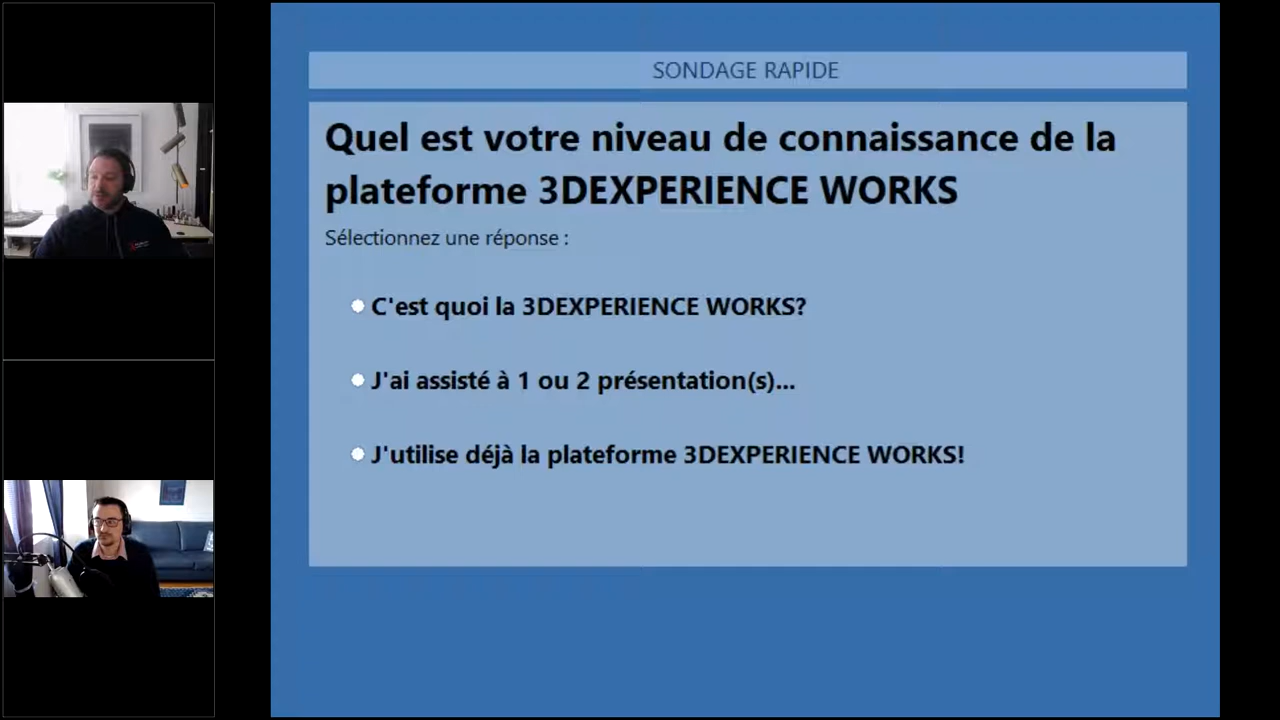 SONDAGE RAPIDE
Quel est votre niveau de connaissance de la
plateforme 3DEXPERIENCE WORKS
Sélectionnez une réponse :
C'est quoi la 3DEXPERIENCE WORKS?
J'ai assisté à 1 ou 2 présentation(s)...
J'utilise déjà la plateforme 3DEXPERIENCE WORKS!